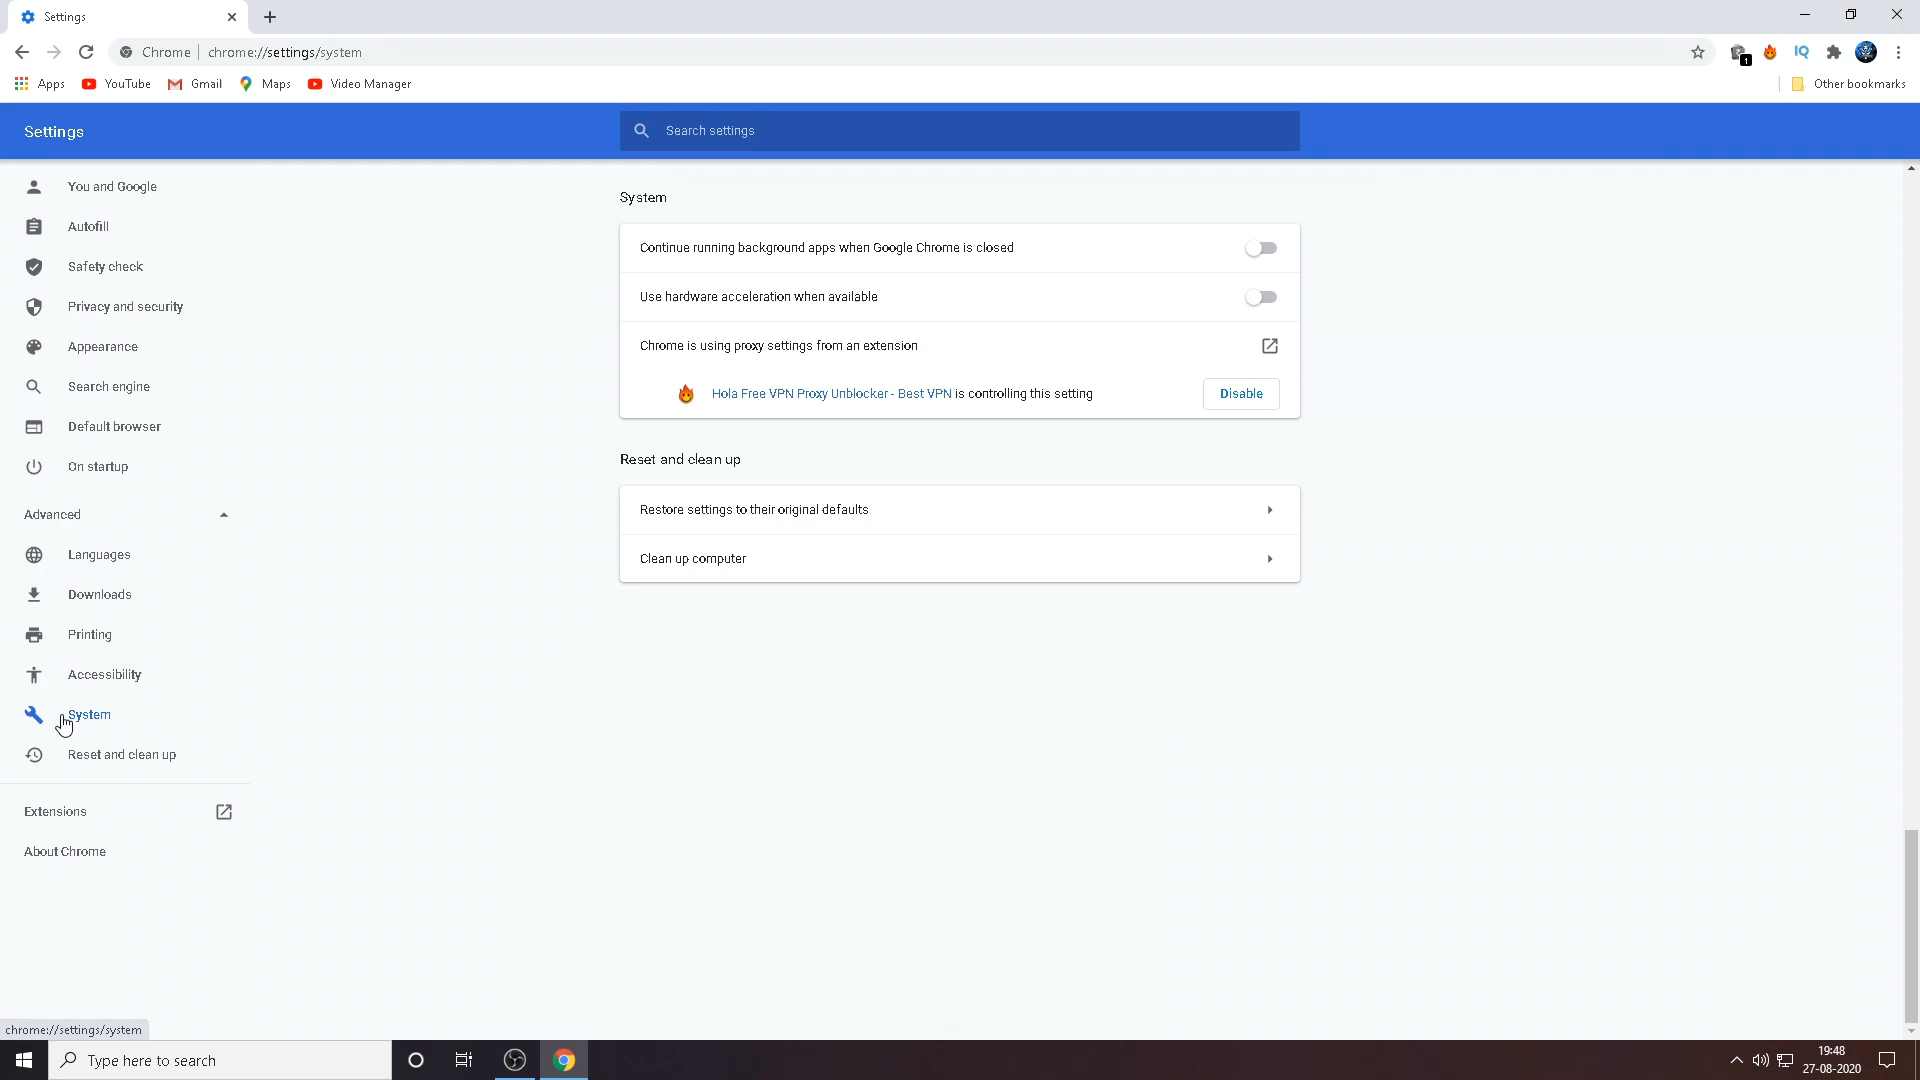 Settings
Chrome
chrome://settings/system
1
IQ
Apps
YouTube
Gmail
Maps
Video Manager
Other bookmarks
Settings
Search settings
You and Google
Autofill
Safety check
Privacy and security
Appearance
Search engine
Default browser
On startup
Advanced
Languages
Downloads
Printing
Accessibility
System
Reset and clean up
Extensions
About Chrome
System
Continue running background apps when Google Chrome is closed
Use hardware acceleration when available
Chrome is using proxy settings from an extension
Hola Free VPN Proxy Unblocker - Best VPN is controlling this setting
Disable
Reset and clean up
Restore settings to their original defaults
Clean up computer
chrome://settings/system
Type here to search
19:48
27-08-2020